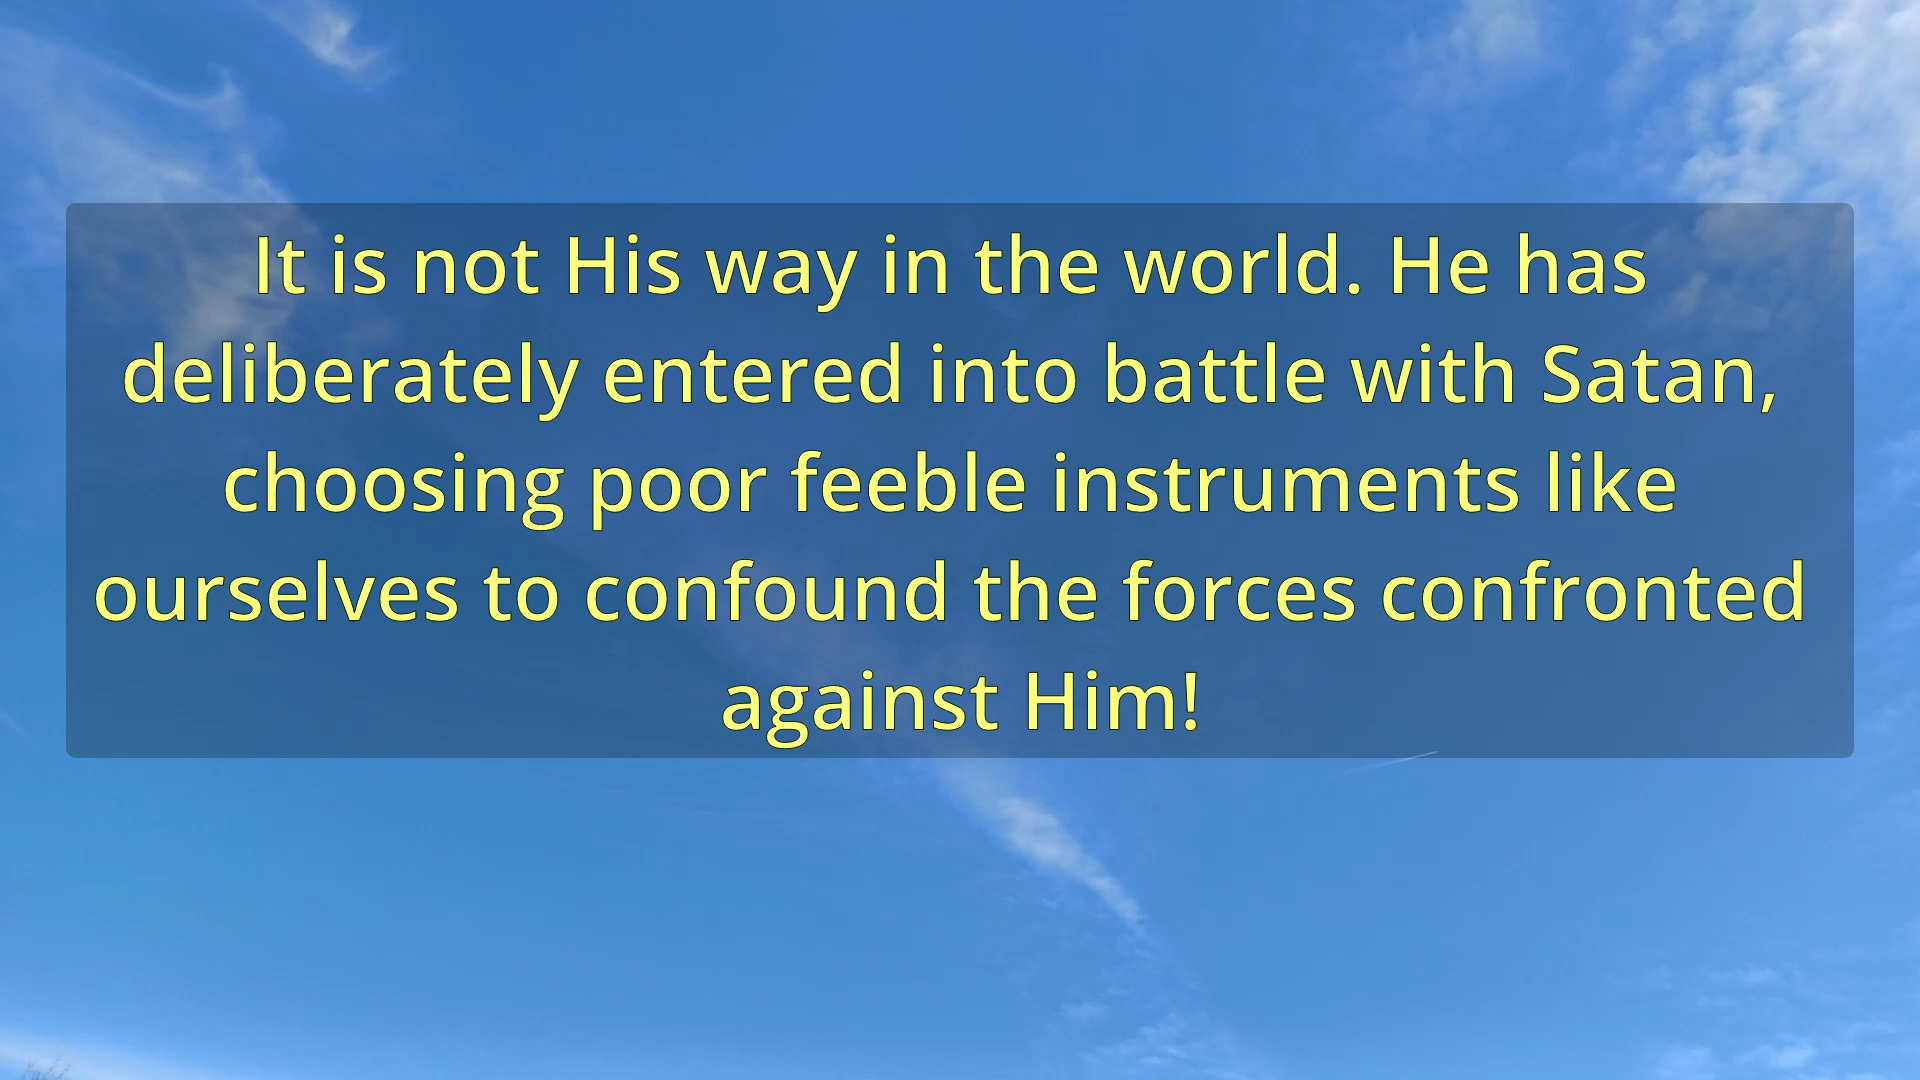 It is not His way in the world. He has
deliberately entered into battle with Satan,
choosing poor feeble instruments like
ourselves to confound the forces confronted
against Him!